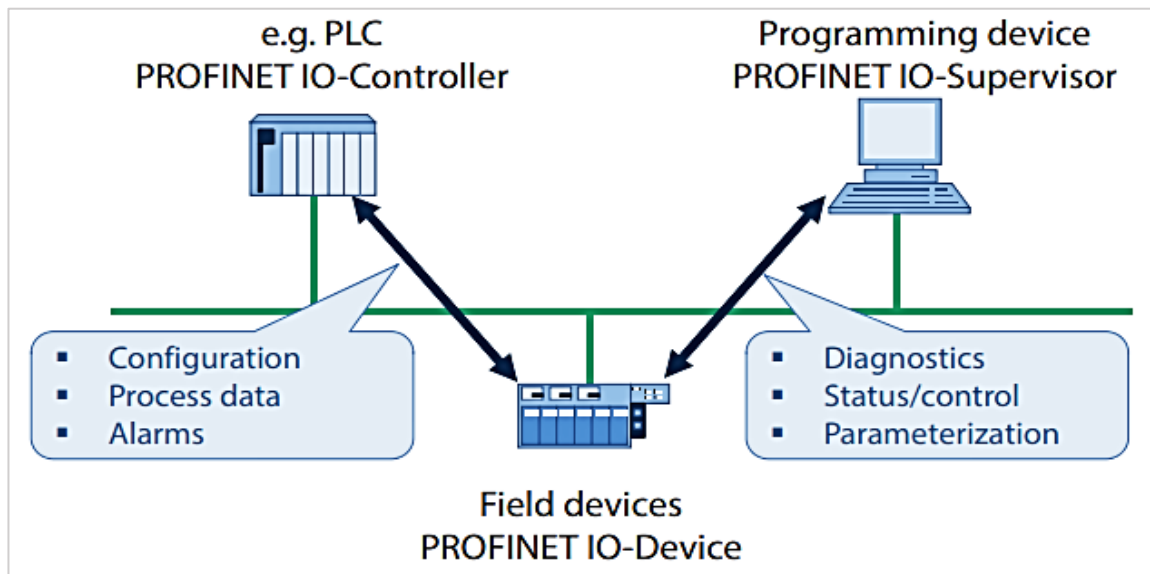 e.g. PLC
PROFINET IO-Controller
Programming device
PROFINET IO-Supervisor
▪ Configuration
▪ Process data
▪ Alarms
▪ Diagnostics
▪ Status/control
▪ Parameterization
Field devices
PROFINET IO-Device